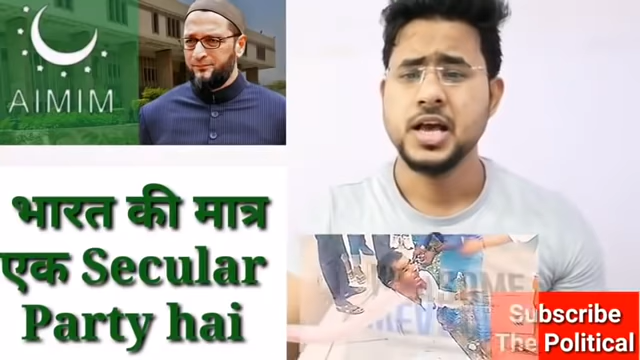 AIMIM
भारत की मात्र
एक Secular
Party hai
Subscribe
The Political